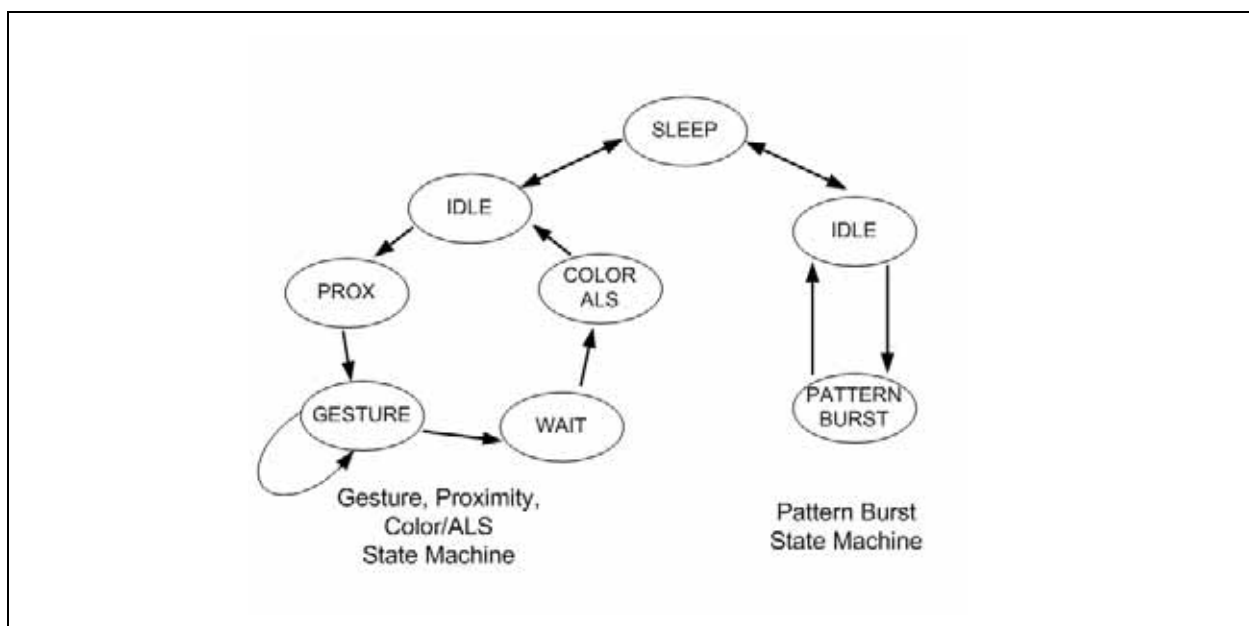 SLEEP
IDLE
IDLE
PROX
COLOR
ALS
GESTURE
WAIT
PATTERN
BURST
Gesture, Proximity,
Color/ALS
State Machine
Pattern Burst
State Machine